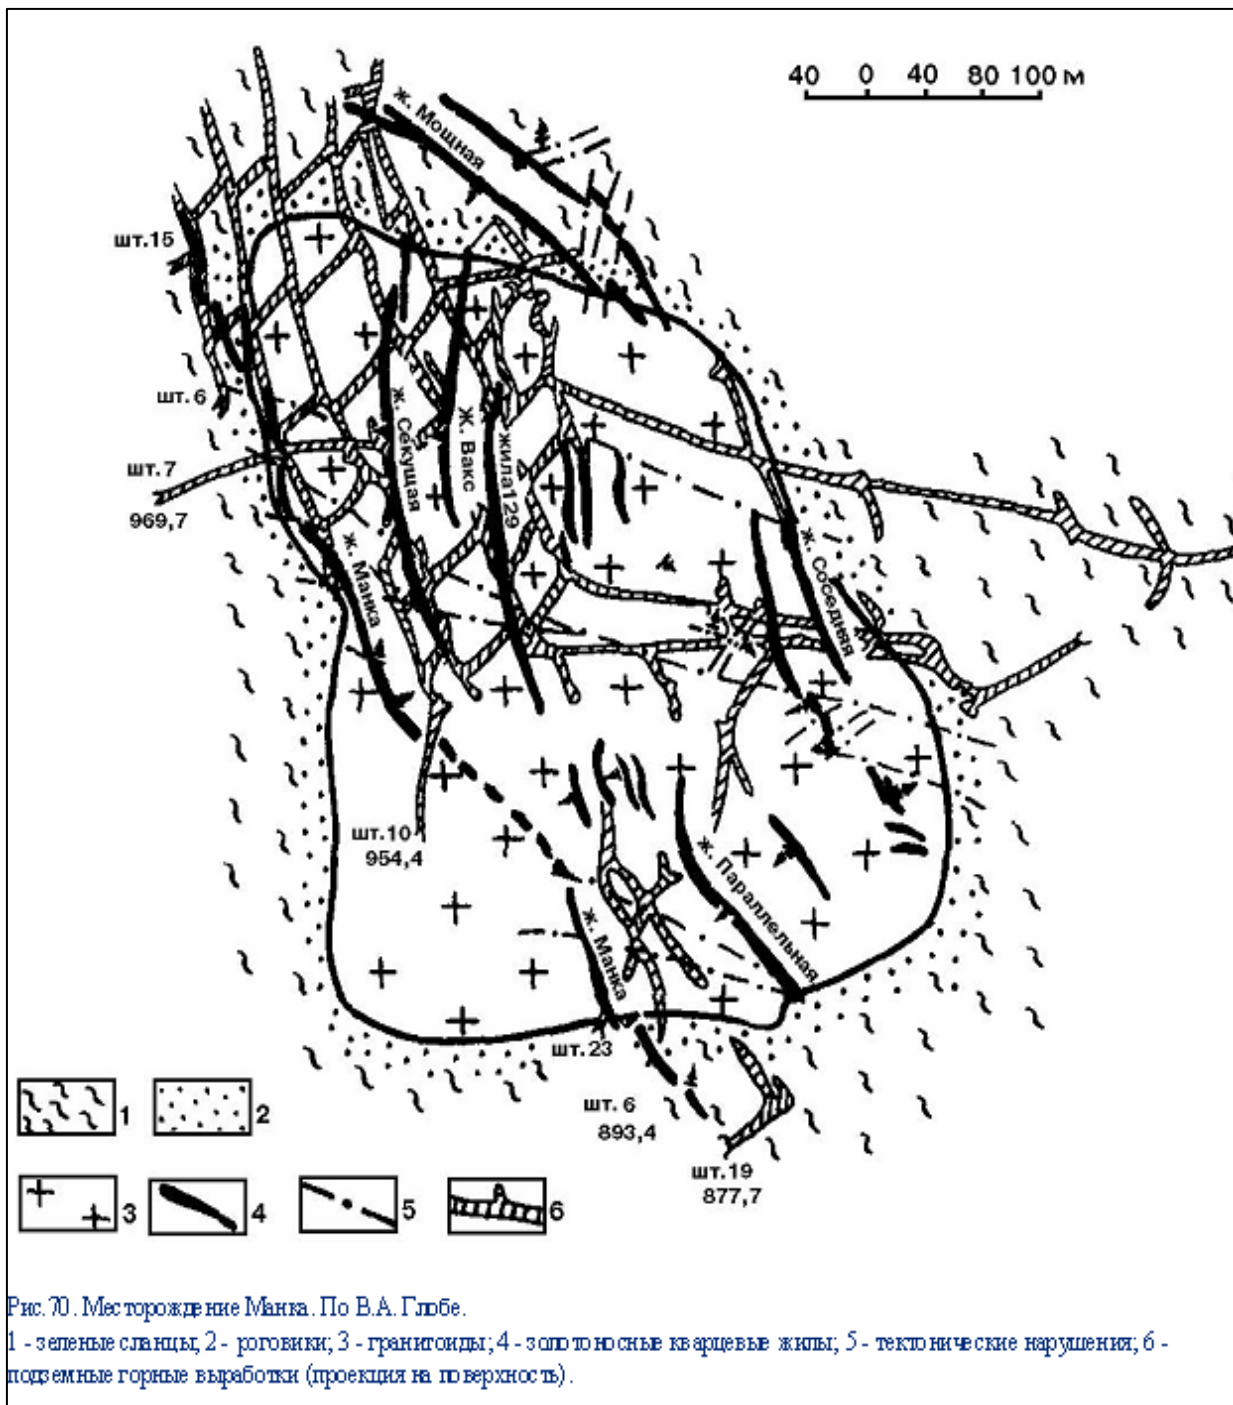 40 0 40 80 100 м
ж. Мощная
шт.15
шт. 6
шт.7
969,7
ж. Секущая
ж. Вакс
жила129
ж. Манка
ж. Соседняя
шт.10
954,4
ж. Параллельная
ж. Манка
шт.23
шт. 6
893,4
шт.19
877,7
1 2
3 4 5 6
Рис.70. Месторождение Манка. По В.А. Глобе.
1 - зеленые сланцы; 2 - роговики; 3 - гранитоиды; 4 - золотоносные кварцевые жилы; 5 - тектонические нарушения; 6 -
подземные горные выработки (проекция на поверхность).